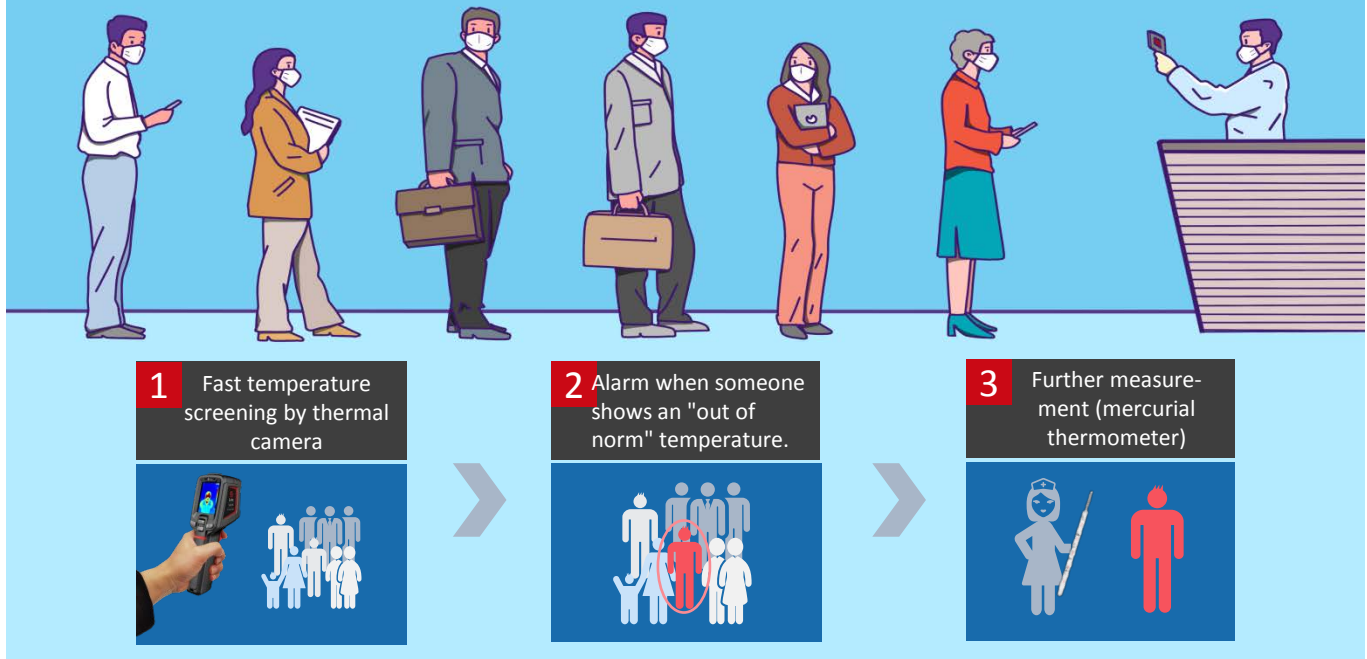 1
Fast temperature
screening by thermal
camera
2
Alarm when someone
shows an "out of
norm" temperature.
3
Further measure-
ment (mercurial
thermometer)